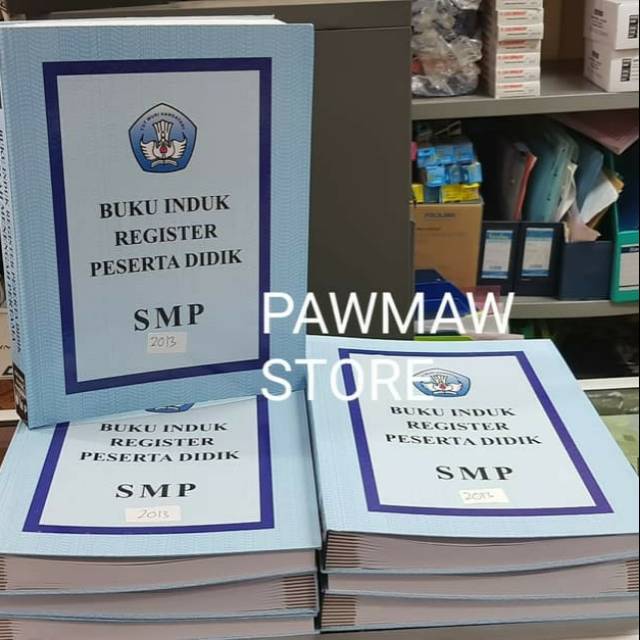 BUKU INDUK
REGISTER
PESERTA DIDIK
SMP
2013
PAWMAW
STORE
BUKU INDUK
REGISTER
PESERTA DIDIK
SMP
2013
BUKU INDUK
REGISTER
PESERTA DIDIK
SMP
2013